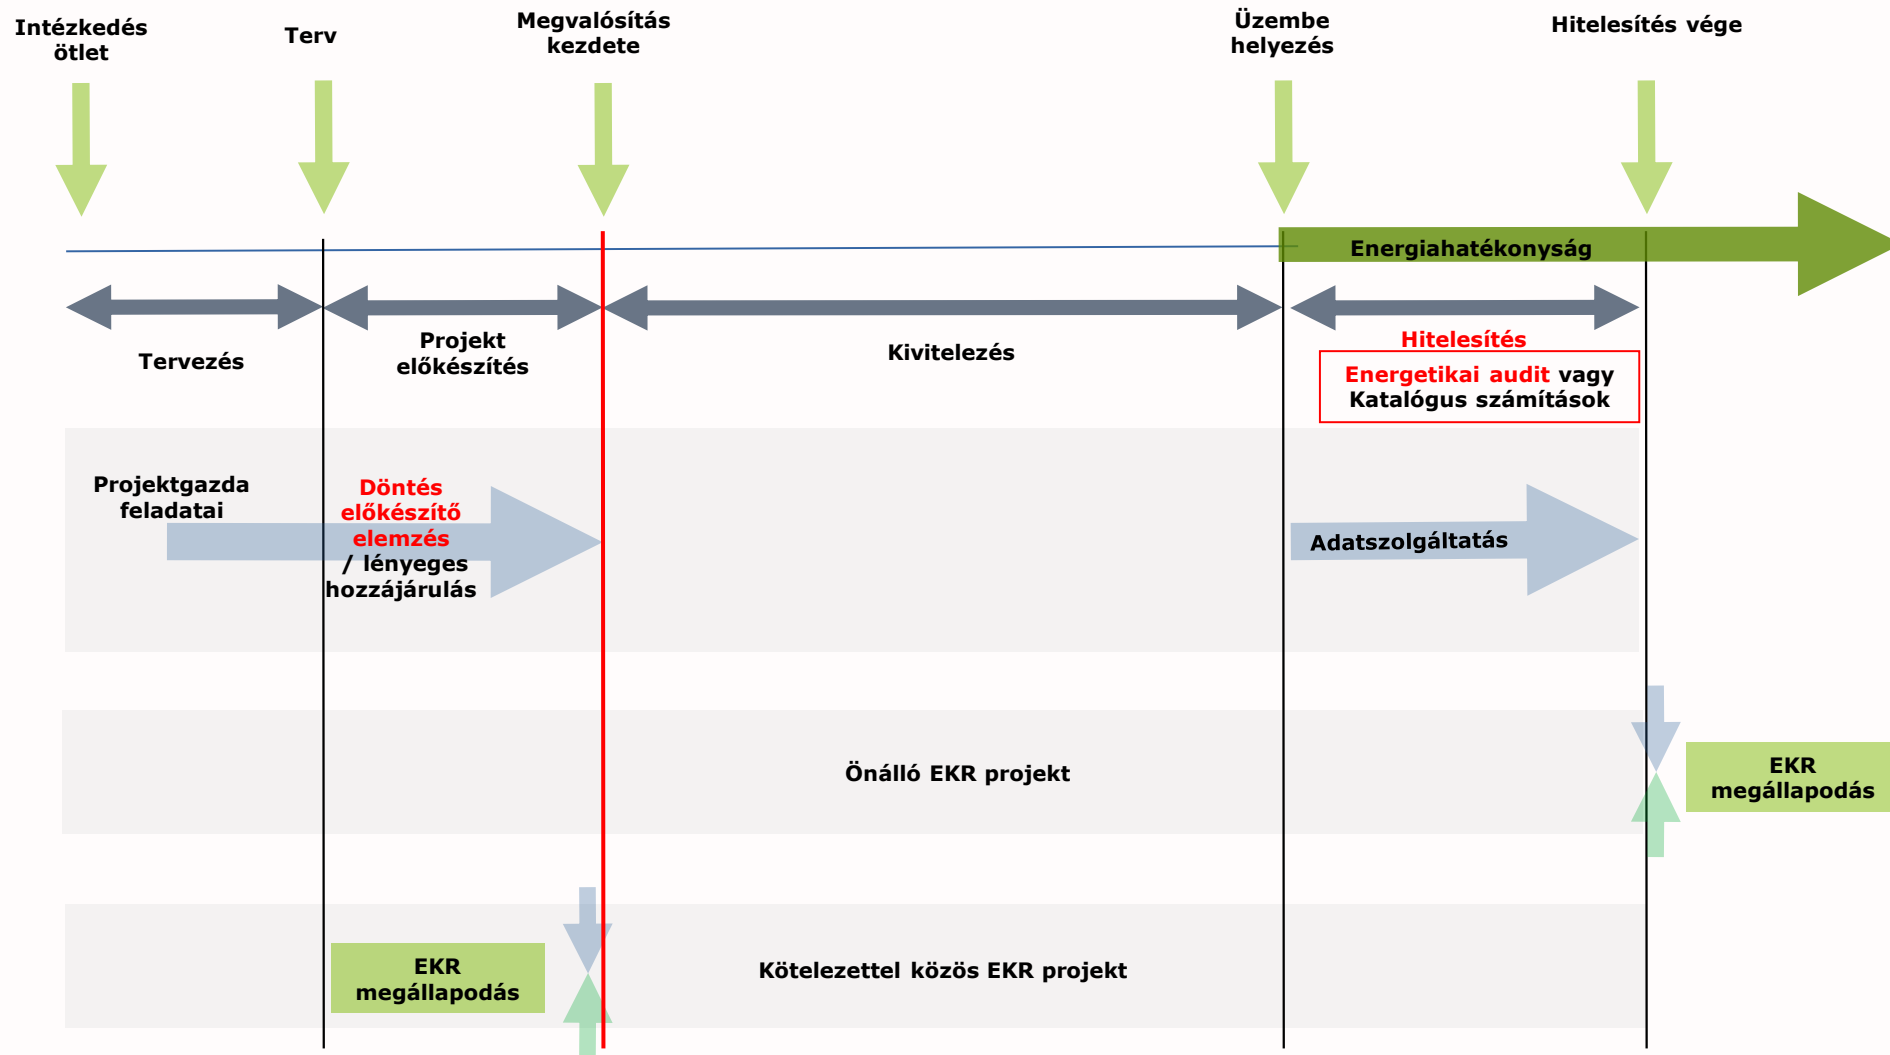 Intézkedés
ötlet
Terv
Megvalósítás
kezdete
Üzembe
helyezés
Hitelesítés vége
Energiahatékonyság
Tervezés
Projekt
előkészítés
Kivitelezés
Hitelesítés
Energetikai audit vagy
Katalógus számítások
Projektgazda
feladatai
Döntés
előkészítő
elemzés
/ lényeges
hozzájárulás
Adatszolgáltatás
Önálló EKR projekt
EKR
megállapodás
EKR
megállapodás
Kötelezettel közös EKR projekt